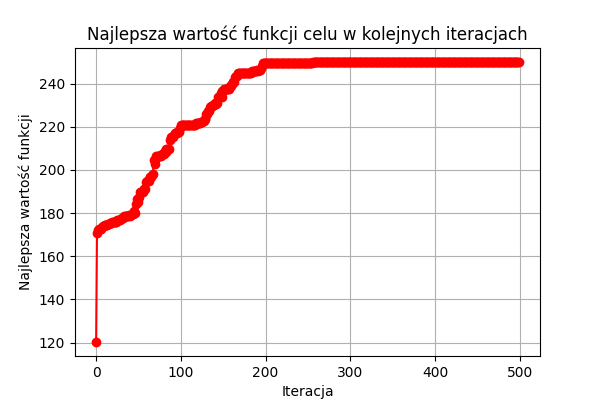 Najlepsza wartość funkcji celu w kolejnych iteracjach
Najlepsza wartość funkcji
240
220
200
180
160
140
120
0 100 200 300 400 500
Iteracja